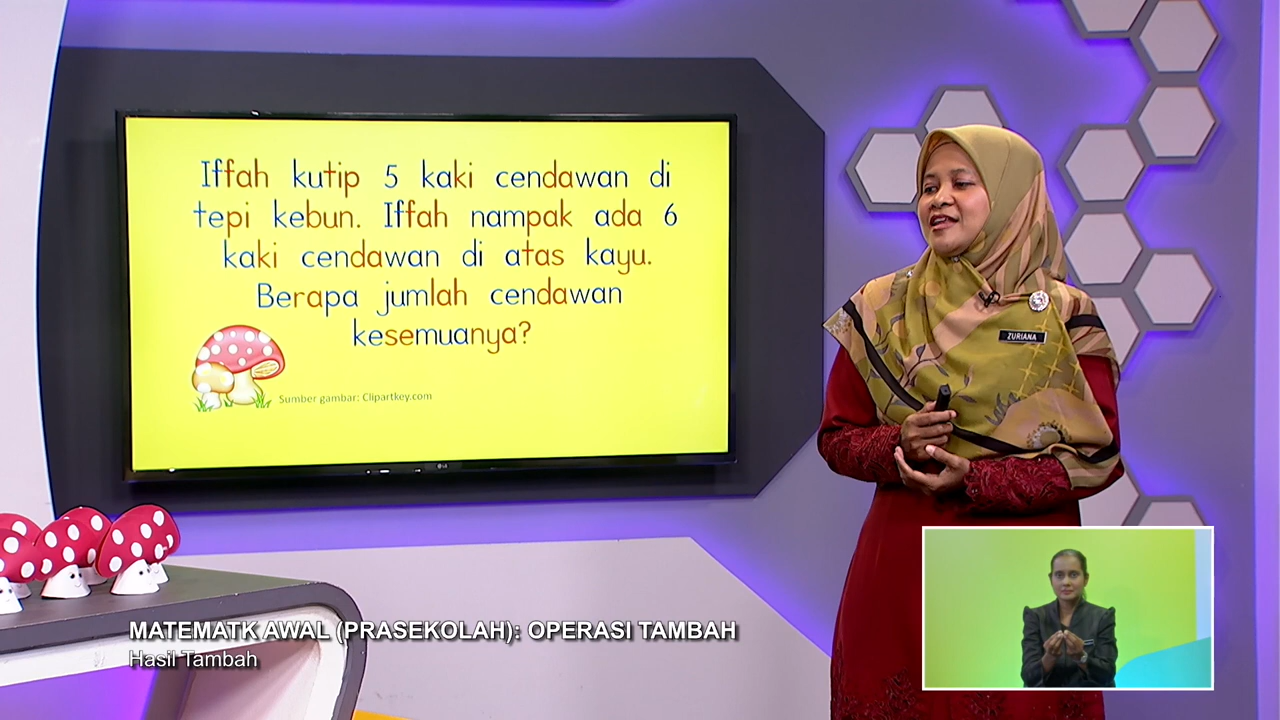 Iffah kutip 5 kaki cendawan di
tepi kebun. Iffah nampak ada 6
kaki cendawan di atas kayu.
Berapa jumlah cendawan
kesemuanya?
Sumber gambar: Clipartkey.com
LG
ZURIANA
MATEMATK AWAL (PRASEKOLAH): OPERASI TAMBAH
Hasil Tambah